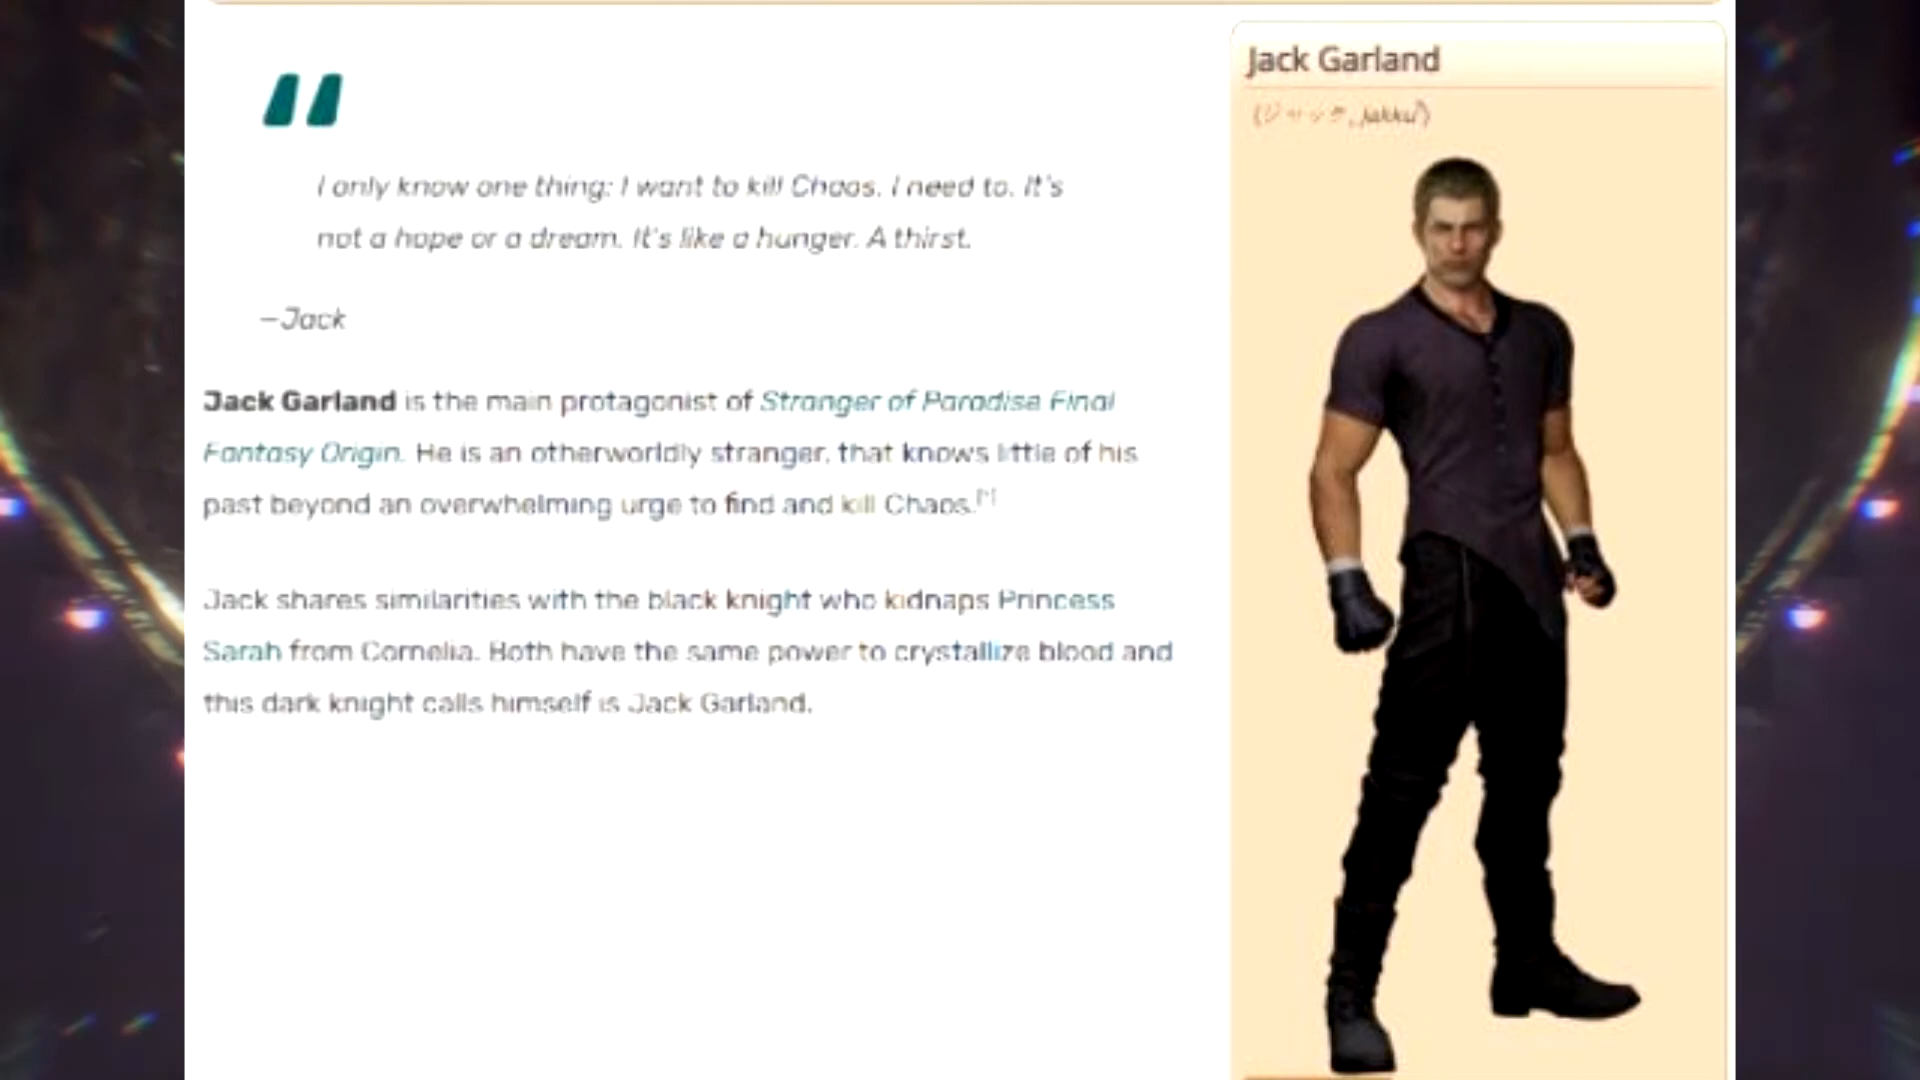 Jack Garland
I only know one thing: I want to kill Chaos. I need to. It's
not a hope or a dream. It's like a hunger. A thirst.
—Jack
Jack Garland is the main protagonist of Stranger of Paradise Final
Fantasy Origin. He is an otherworldly stranger, that knows little of his
past beyond an overwhelming urge to find and kill Chaos.
Jack shares similarities with the black knight who kidnaps Princess
Sarah from Cornelia. Both have the same power to crystallize blood and
this dark knight calls himself is Jack Garland.